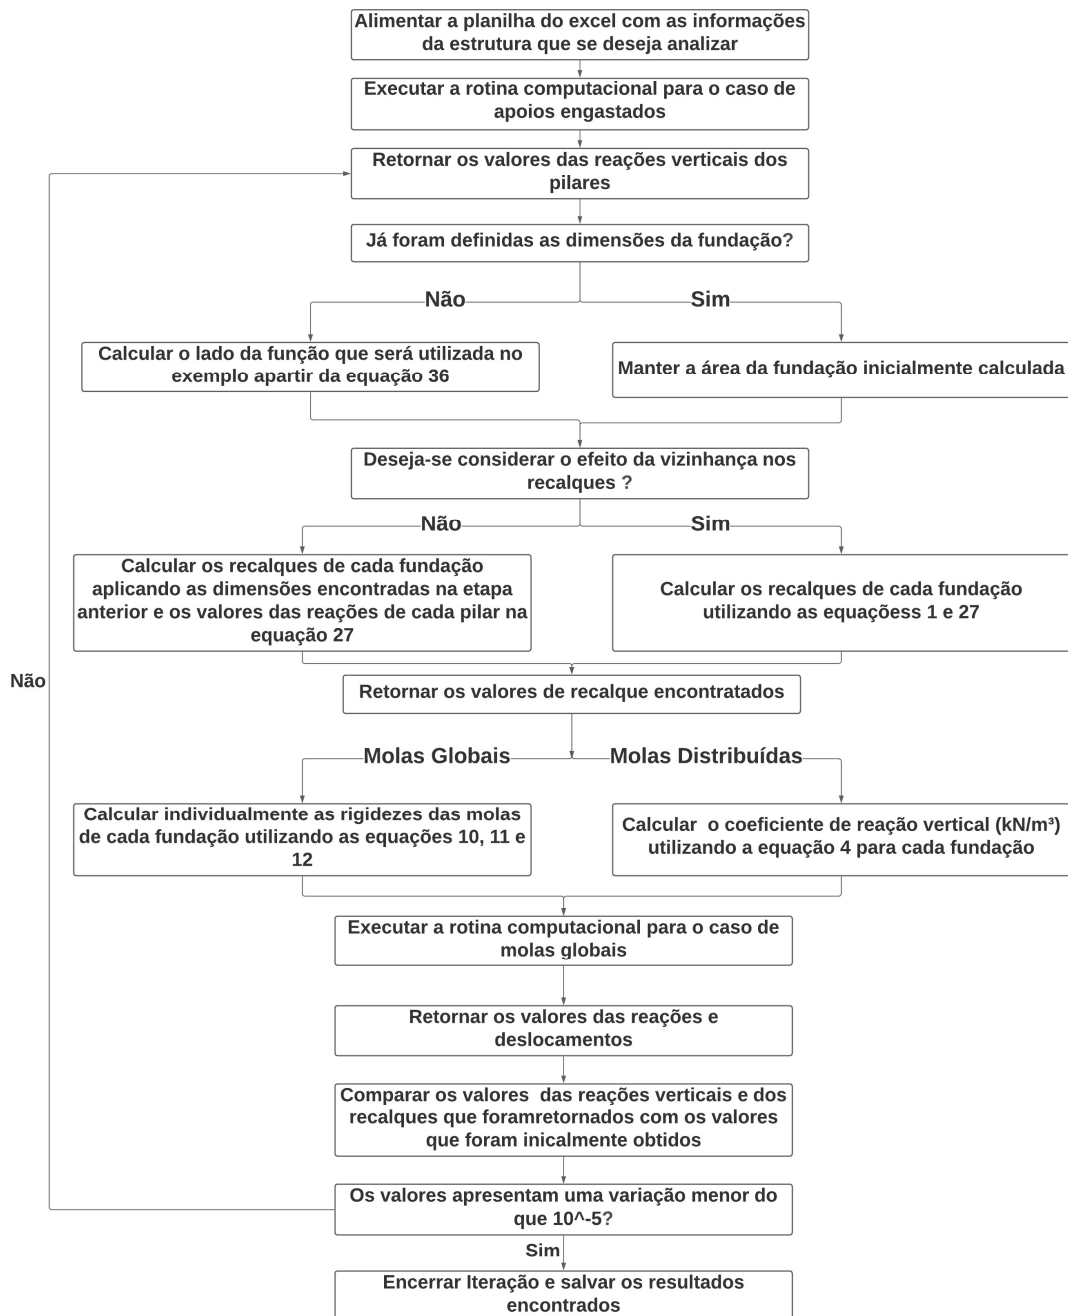 Alimentar a planilha do excel com as informações
da estrutura que se deseja analizar
Executar a rotina computacional para o caso de
apoios engastados
Retornar os valores das reações verticais dos
pilares
Já foram definidas as dimensões da fundação?
Não
Sim
Calcular o lado da função que será utilizada no
exemplo apartir da equação 36
Manter a área da fundação inicialmente calculada
Deseja-se considerar o efeito da vizinhança nos
recalques ?
Não
Sim
Calcular os recalques de cada fundação
aplicando as dimensões encontradas na etapa
anterior e os valores das reações de cada pilar na
equação 27
Calcular os recalques de cada fundação
utilizando as equaçõess 1 e 27
Não
Retornar os valores de recalque encontratados
Molas Globais
Molas Distribuídas
Calcular individualmente as rigidezes das molas
de cada fundação utilizando as equações 10, 11 e
12
Calcular o coeficiente de reação vertical (kN/m³)
utilizando a equação 4 para cada fundação
Executar a rotina computacional para o caso de
molas globais
Retornar os valores das reações e
deslocamentos
Comparar os valores das reações verticais e dos
recalques que foramretornados com os valores
que foram inicalmente obtidos
Os valores apresentam uma variação menor do
que 10^-5?
Sim
Encerrar Iteração e salvar os resultados
encontrados